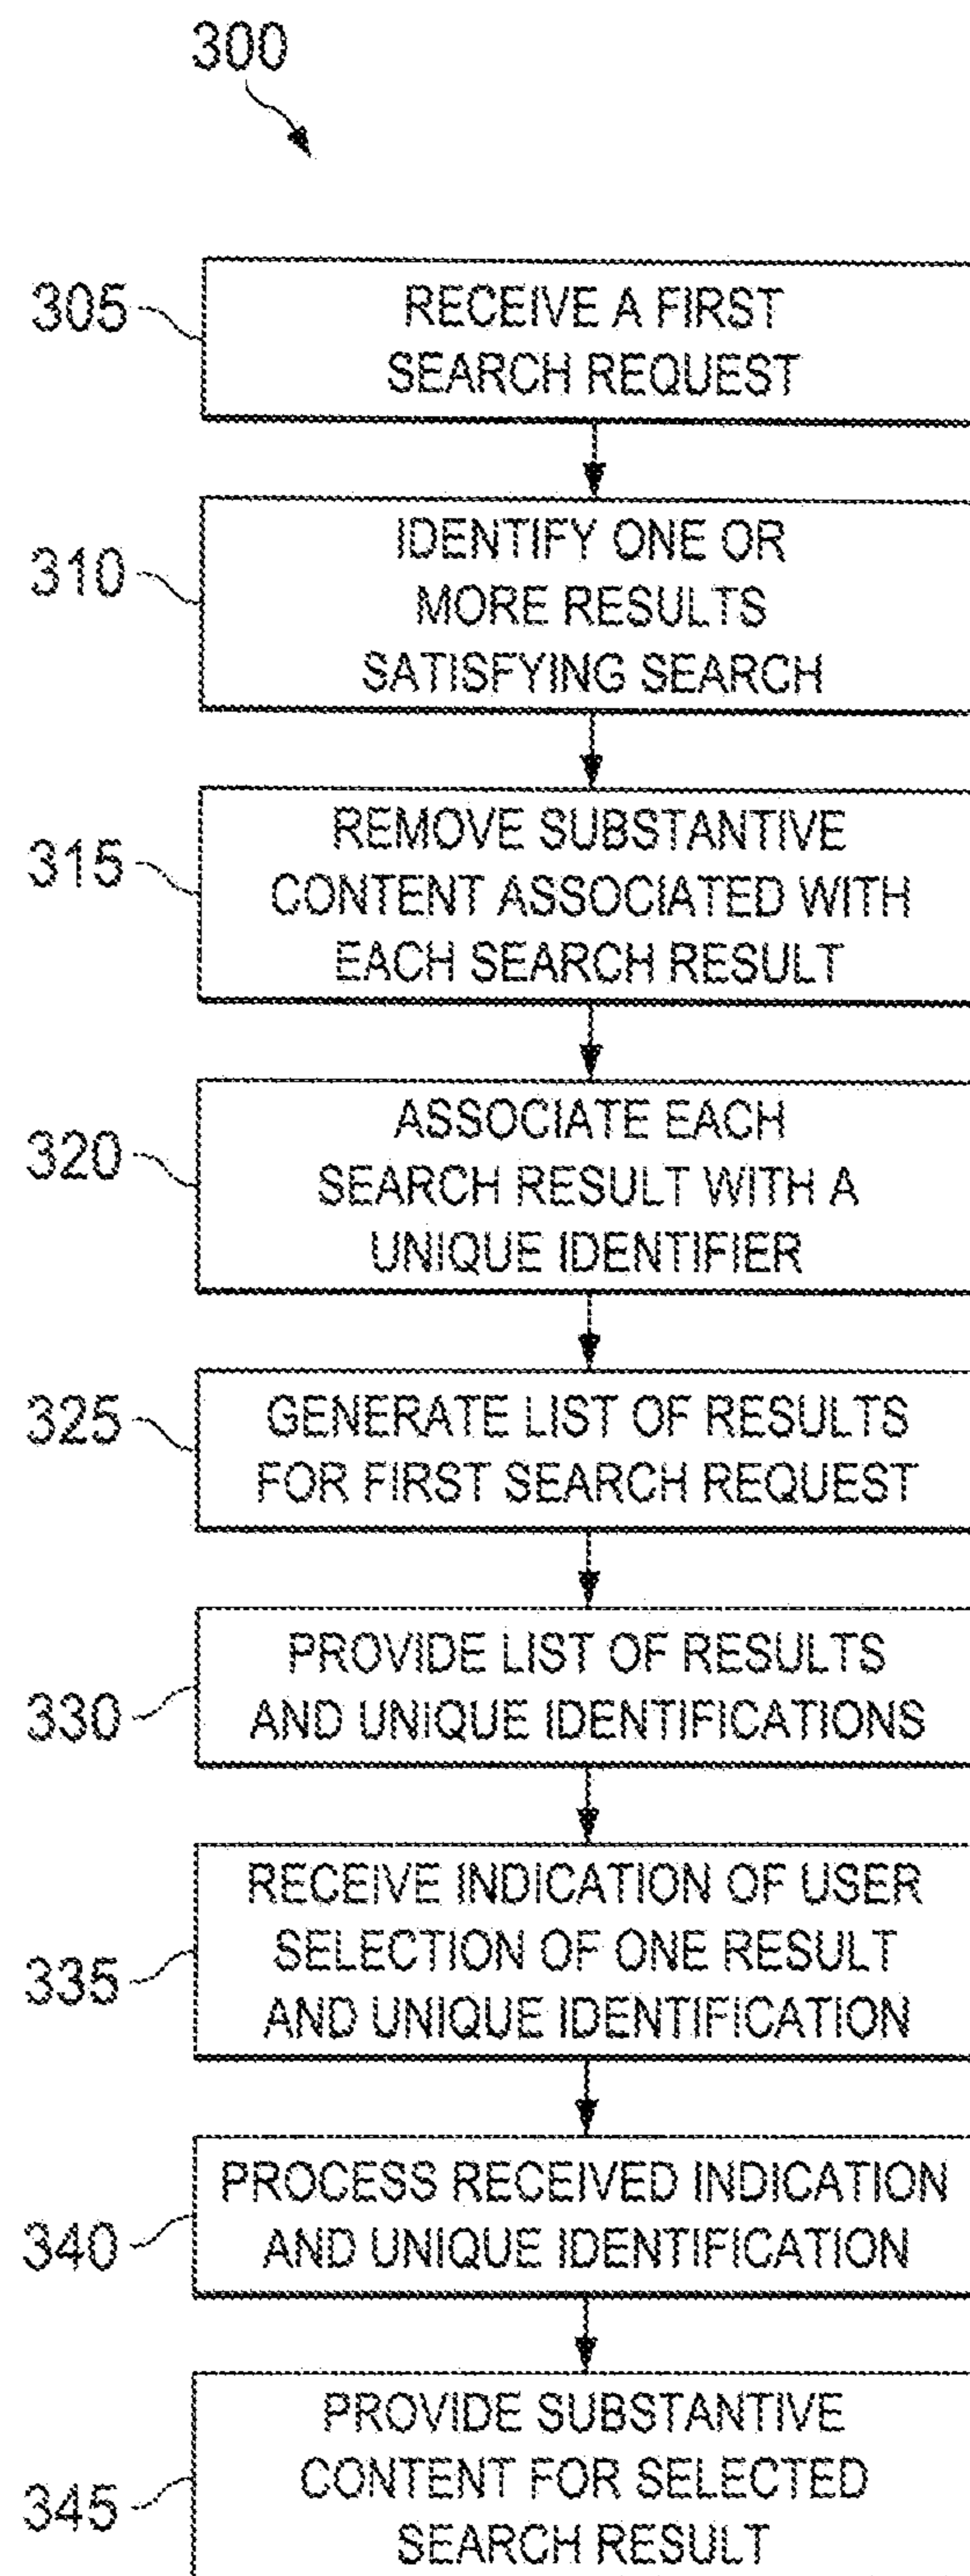 300
305
RECEIVE A FIRST
SEARCH REQUEST
310
IDENTIFY ONE OR
MORE RESULTS
SATISFYING SEARCH
315
REMOVE SUBSTANTIVE
CONTENT ASSOCIATED WITH
EACH SEARCH RESULT
320
ASSOCIATE EACH
SEARCH RESULT WITH A
UNIQUE IDENTIFIER
325
GENERATE LIST OF RESULTS
FOR FIRST SEARCH REQUEST
330
PROVIDE LIST OF RESULTS
AND UNIQUE IDENTIFICATIONS
335
RECEIVE INDICATION OF USER
SELECTION OF ONE RESULT
AND UNIQUE IDENTIFICATION
340
PROCESS RECEIVED INDICATION
AND UNIQUE IDENTIFICATION
345
PROVIDE SUBSTANTIVE
CONTENT FOR SELECTED
SEARCH RESULT